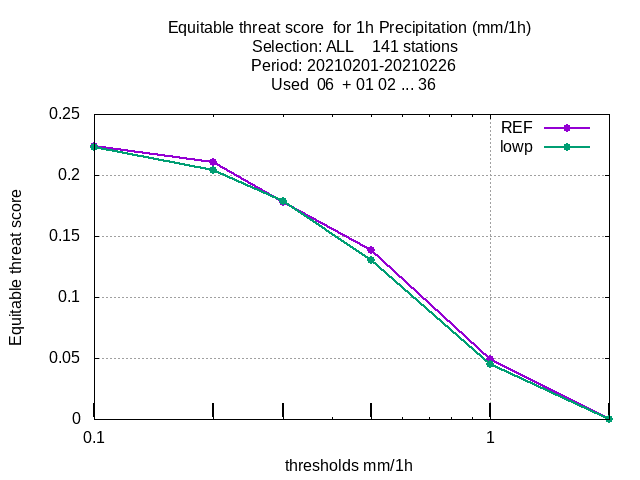 Equitable threat score  for 1h Precipitation (mm/1h)
Selection: ALL    141 stations
Period: 20210201-20210226
Used  06  + 01 02 ... 36
0.25
REF
lowp
0.2
0.15
0.1
0.05
0
Equitable threat score
0.1
1
thresholds mm/1h